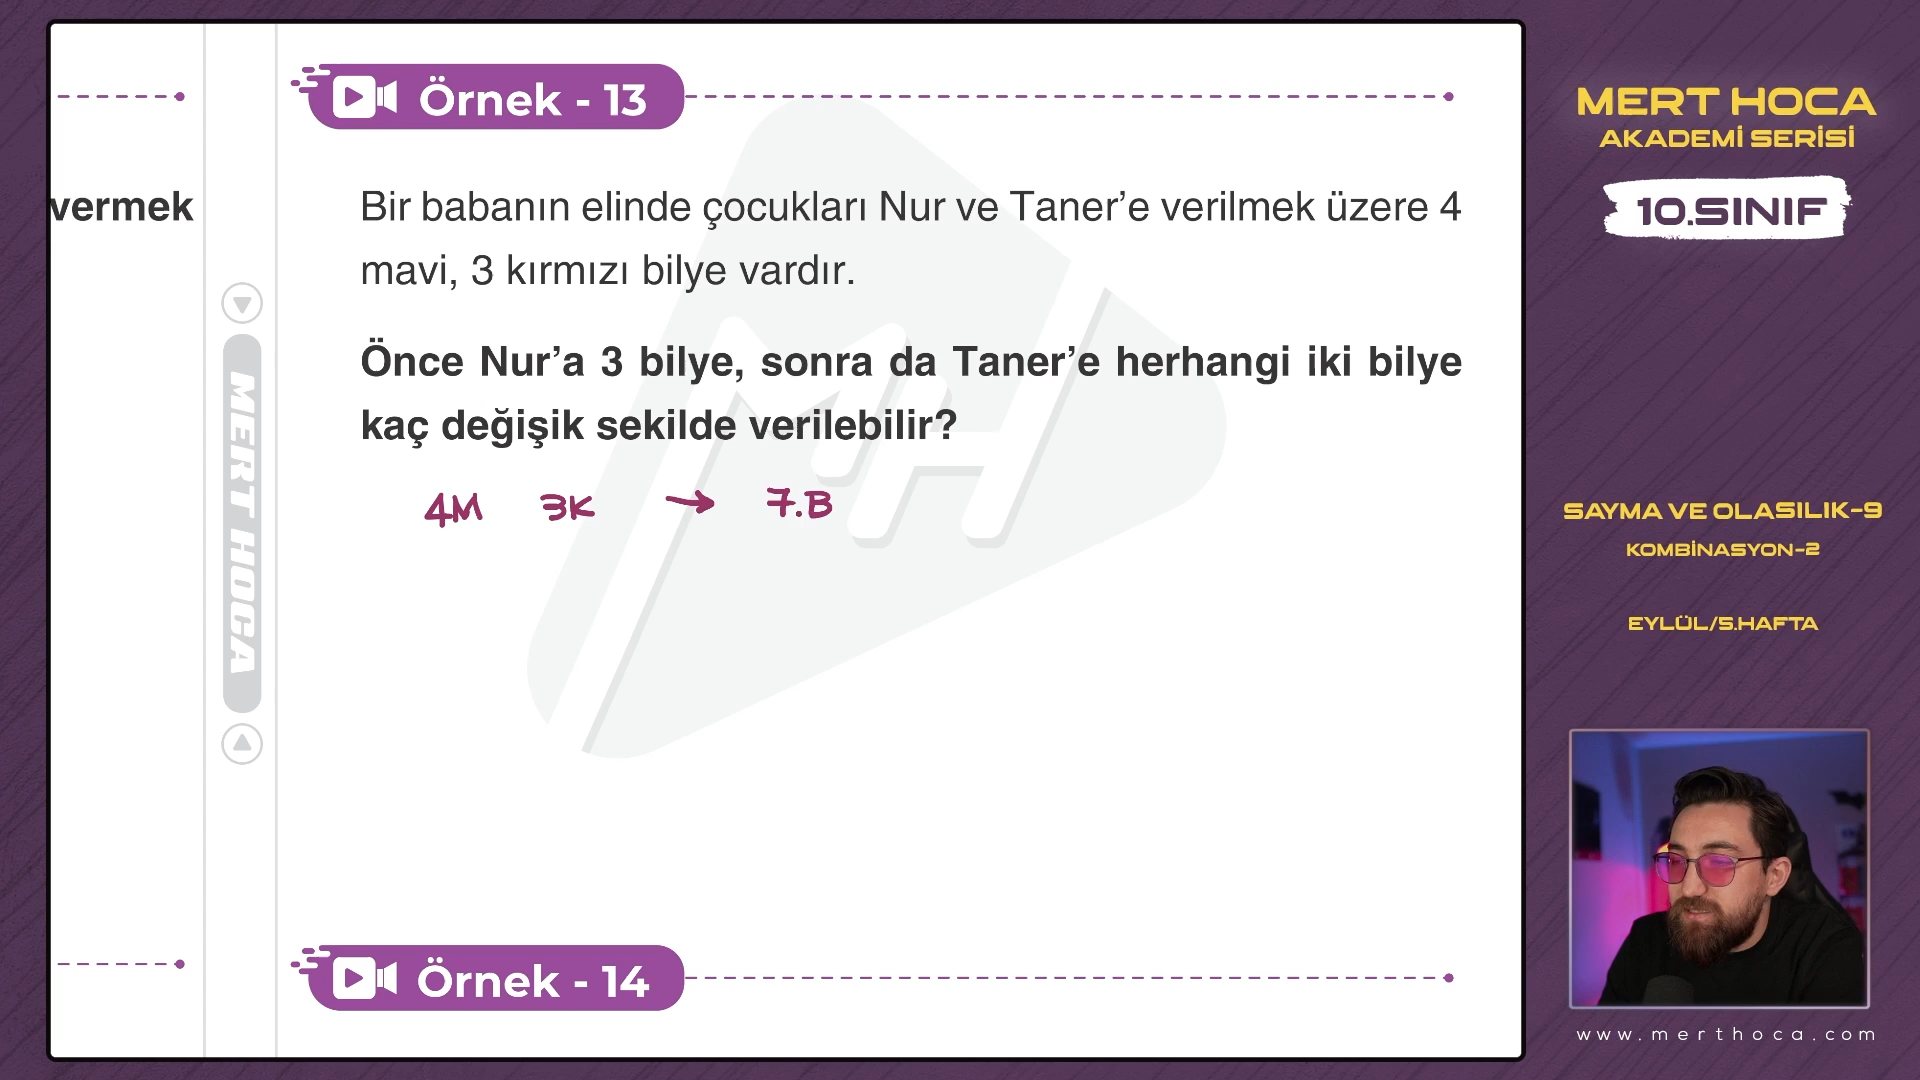 vermek
MERT HOCA
Örnek - 13
Bir babanın elinde çocukları Nur ve Taner’e verilmek üzere 4
mavi, 3 kırmızı bilye vardır.
Önce Nur’a 3 bilye, sonra da Taner’e herhangi iki bilye
kaç değişik sekilde verilebilir?
4M 3K → 7.B
MH
Örnek - 14
MERT HOCA
AKADEMİ SERİSİ
10.SINIF
SAYMA VE OLASILIK-9
KOMBİNASYON-2
EYLÜL/5.HAFTA
www.merthoca.com